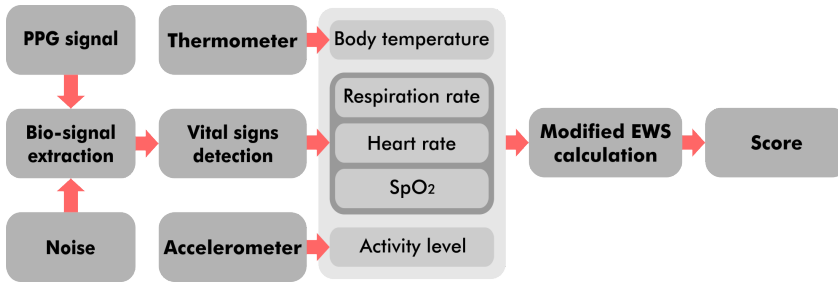 PPG signal
Thermometer
Body temperature
Bio-signal
extraction
Vital signs
detection
Respiration rate
Heart rate
SpO2
Modified EWS
calculation
Score
Noise
Accelerometer
Activity level